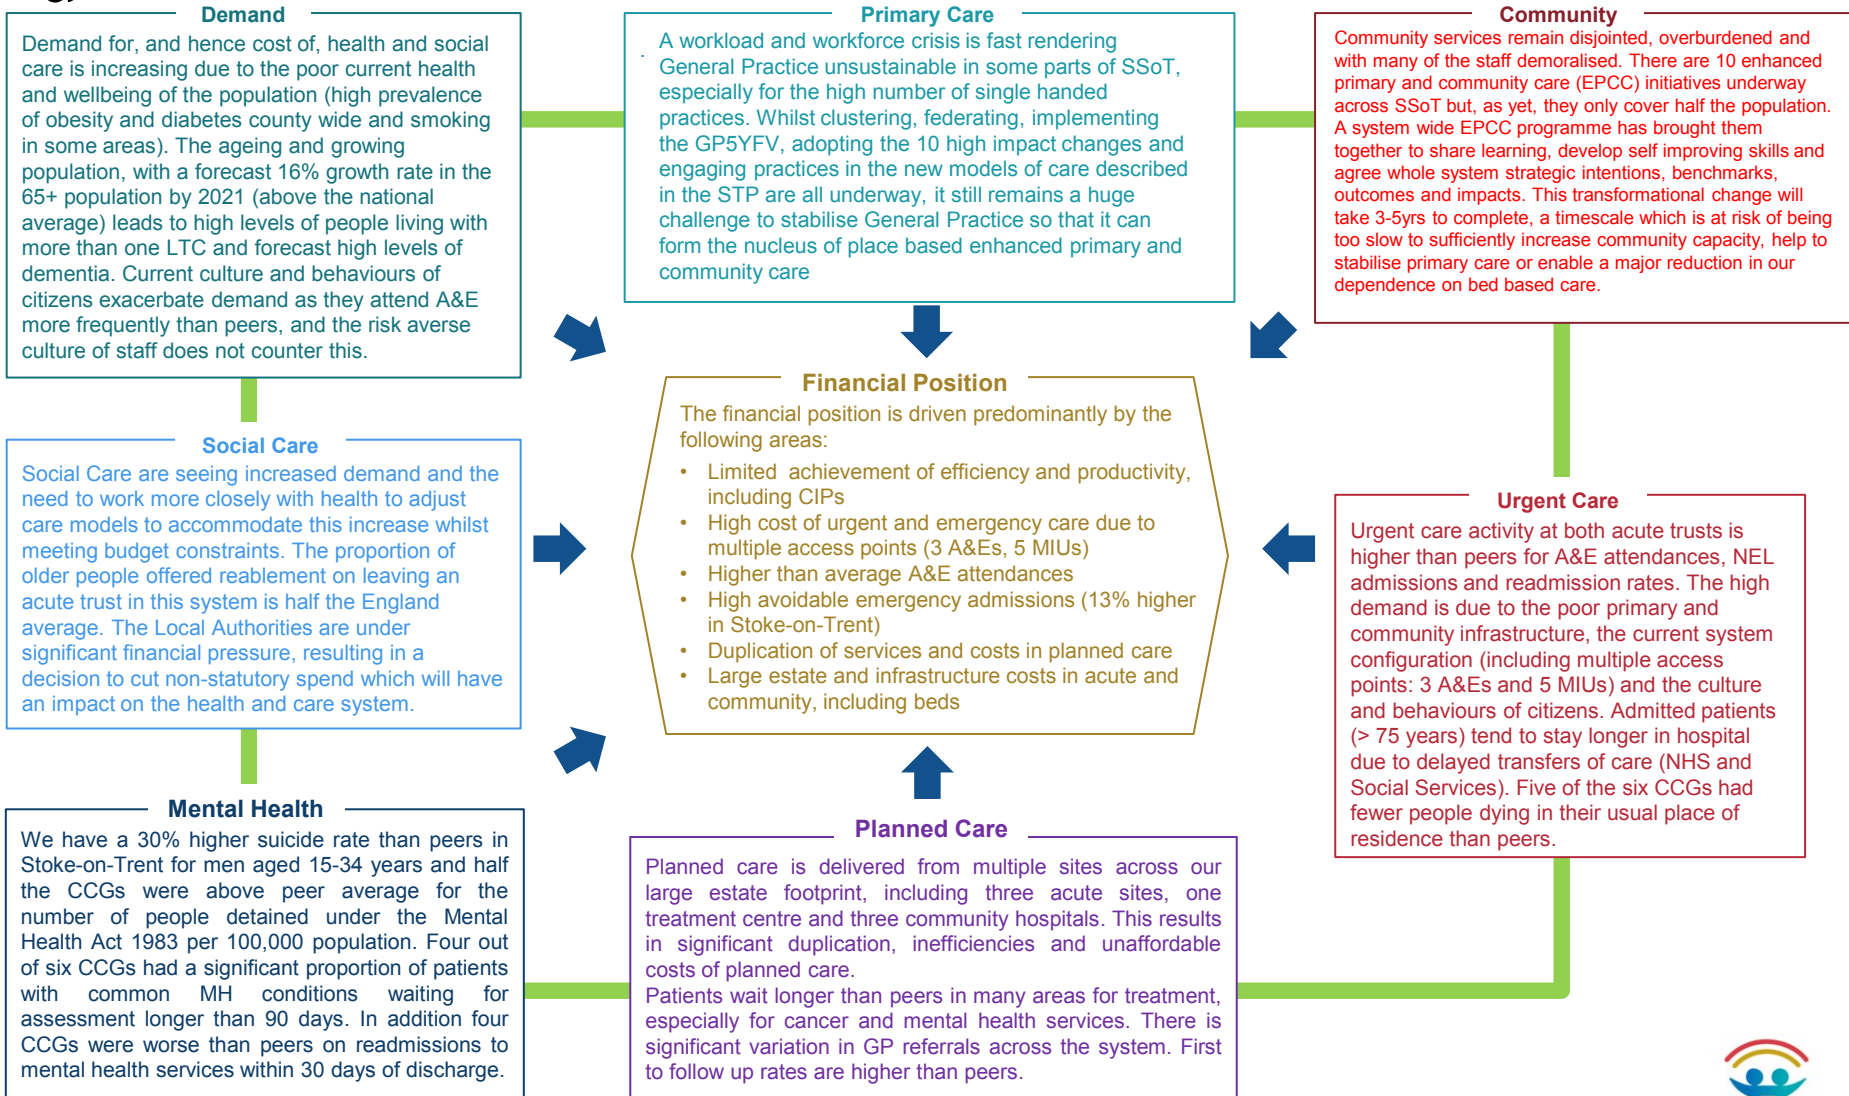 Demand
Demand for, and hence cost of, health and social
care is increasing due to the poor current health
and wellbeing of the population (high prevalence
of obesity and diabetes county wide and smoking
in some areas). The ageing and growing
population, with a forecast 16% growth rate in the
65+ population by 2021 (above the national
average) leads to high levels of people living with
more than one LTC and forecast high levels of
dementia. Current culture and behaviours of
citizens exacerbate demand as they attend A&E
more frequently than peers, and the risk averse
culture of staff does not counter this.
Primary Care
A workload and workforce crisis is fast rendering
General Practice unsustainable in some parts of SSoT,
especially for the high number of single handed
practices. Whilst clustering, federating, implementing
the GP5YFV, adopting the 10 high impact changes and
engaging practices in the new models of care described
in the STP are all underway, it still remains a huge
challenge to stabilise General Practice so that it can
form the nucleus of place based enhanced primary and
community care
Community
Community services remain disjointed, overburdened and
with many of the staff demoralised. There are 10 enhanced
primary and community care (EPCC) initiatives underway
across SSoT but, as yet, they only cover half the population.
A system wide EPCC programme has brought them
together to share learning, develop self improving skills and
agree whole system strategic intentions, benchmarks,
outcomes and impacts. This transformational change will
take 3-5yrs to complete, a timescale which is at risk of being
too slow to sufficiently increase community capacity, help to
stabilise primary care or enable a major reduction in our
dependence on bed based care.
Social Care
Social Care are seeing increased demand and the
need to work more closely with health to adjust
care models to accommodate this increase whilst
meeting budget constraints. The proportion of
older people offered reablement on leaving an
acute trust in this system is half the England
average. The Local Authorities are under
significant financial pressure, resulting in a
decision to cut non-statutory spend which will have
an impact on the health and care system.
Financial Position
The financial position is driven predominantly by the
following areas:
• Limited achievement of efficiency and productivity,
including CIPs
• High cost of urgent and emergency care due to
multiple access points (3 A&Es, 5 MIUs)
• Higher than average A&E attendances
• High avoidable emergency admissions (13% higher
in Stoke-on-Trent)
• Duplication of services and costs in planned care
• Large estate and infrastructure costs in acute and
community, including beds
Urgent Care
Urgent care activity at both acute trusts is
higher than peers for A&E attendances, NEL
admissions and readmission rates. The high
demand is due to the poor primary and
community infrastructure, the current system
configuration (including multiple access
points: 3 A&Es and 5 MIUs) and the culture
and behaviours of citizens. Admitted patients
(> 75 years) tend to stay longer in hospital
due to delayed transfers of care (NHS and
Social Services). Five of the six CCGs had
fewer people dying in their usual place of
residence than peers.
Mental Health
We have a 30% higher suicide rate than peers in
Stoke-on-Trent for men aged 15-34 years and half
the CCGs were above peer average for the
number of people detained under the Mental
Health Act 1983 per 100,000 population. Four out
of six CCGs had a significant proportion of patients
with common MH conditions waiting for
assessment longer than 90 days. In addition four
CCGs were worse than peers on readmissions to
mental health services within 30 days of discharge.
Planned Care
Planned care is delivered from multiple sites across our
large estate footprint, including three acute sites, one
treatment centre and three community hospitals. This results
in significant duplication, inefficiencies and unaffordable
costs of planned care.
Patients wait longer than peers in many areas for treatment,
especially for cancer and mental health services. There is
significant variation in GP referrals across the system. First
to follow up rates are higher than peers.